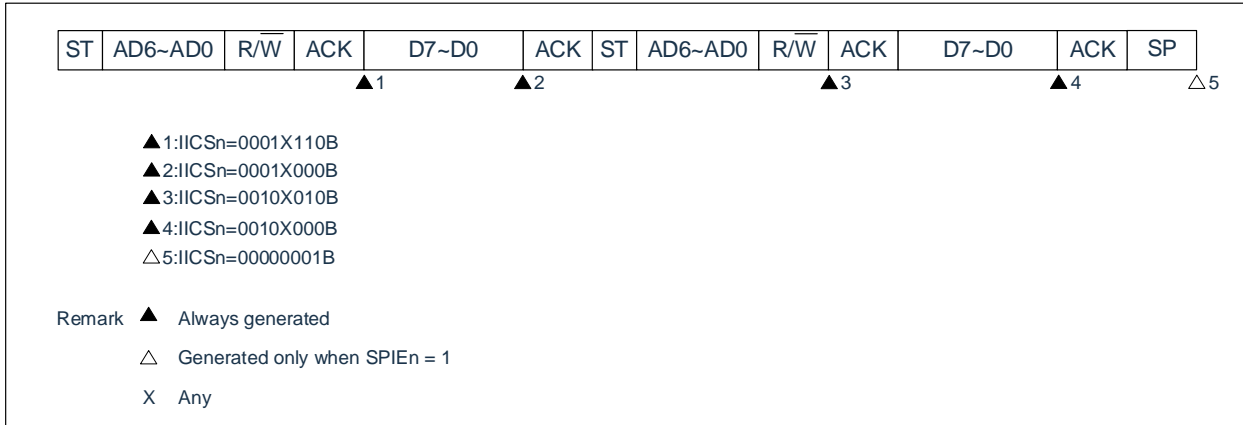 ST AD6~AD0 R/W̅ ACK D7~D0 ACK ST AD6~AD0 R/W̅ ACK D7~D0 ACK SP
▲1 ▲2 ▲3 ▲4 △5
▲1:IICSn=0001X110B
▲2:IICSn=0001X000B
▲3:IICSn=0010X010B
▲4:IICSn=0010X000B
△5:IICSn=00000001B
Remark ▲ Always generated
△ Generated only when SPIEn = 1
X Any